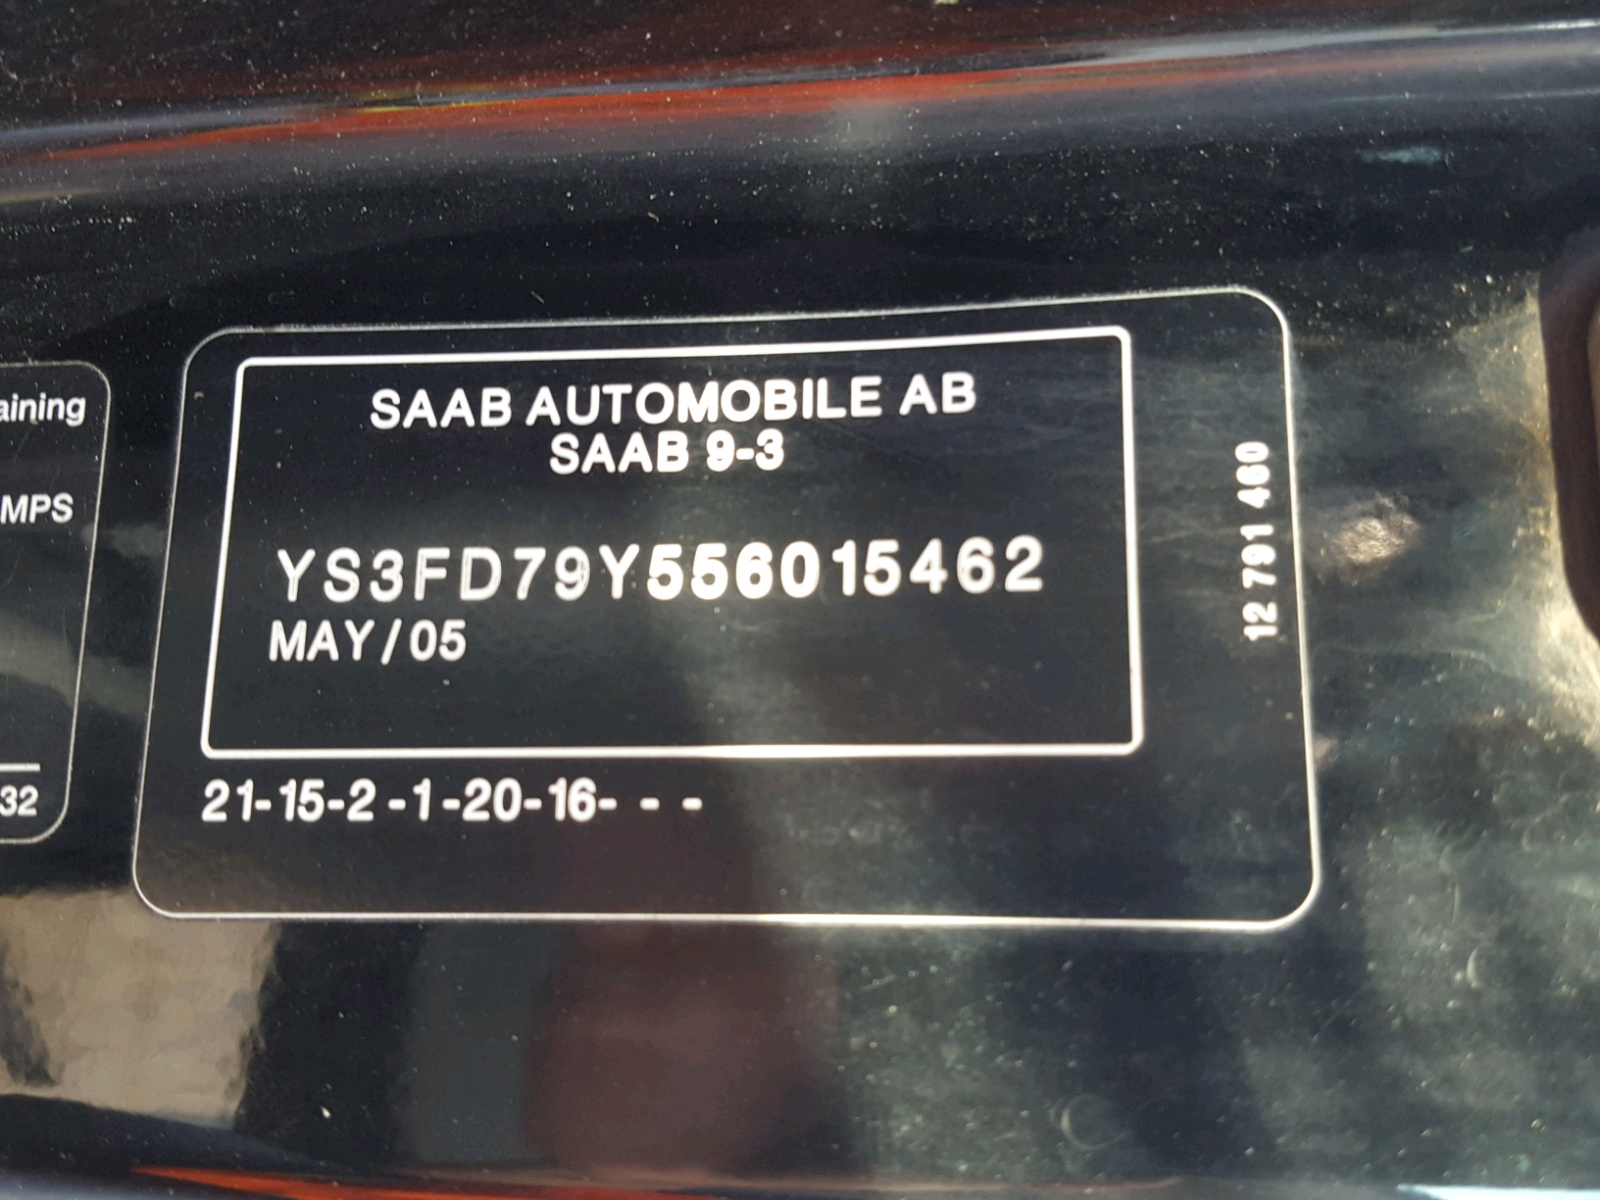 aining
MPS
32
SAAB AUTOMOBILE AB
SAAB 9-3
YS3FD79Y556015462
MAY/05
21-15-2 -1-20-16- - -
12 791 460